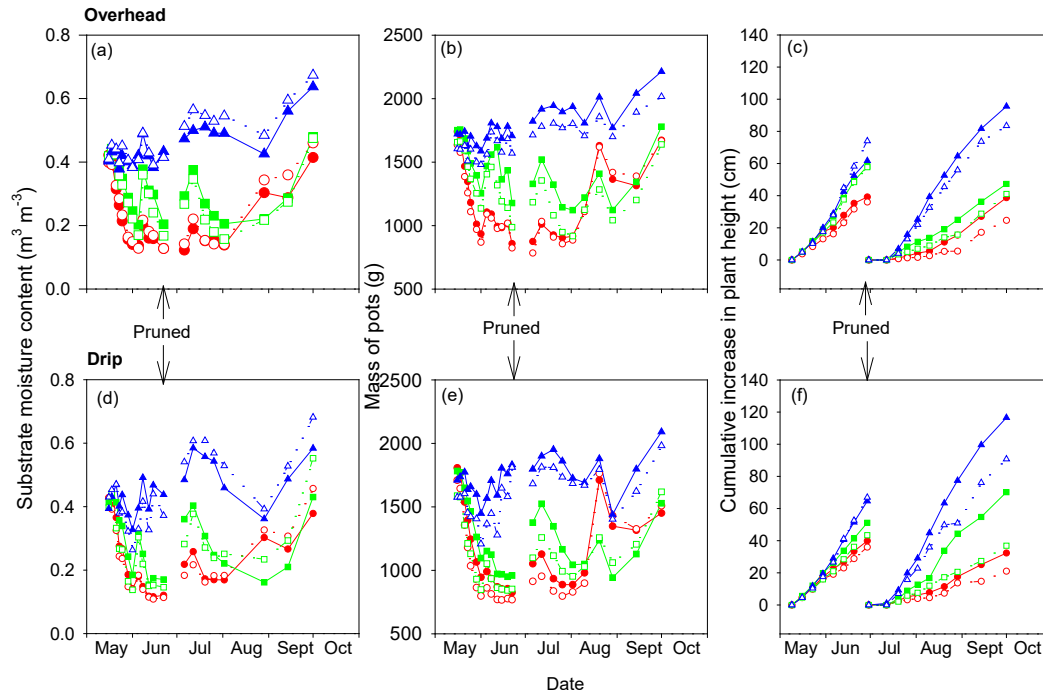 Overhead
Substrate moisture content (m³ m⁻³)
0.8
0.6
0.4
0.2
0.0
(a)
Mass of pots (g)
2500
2000
1500
1000
500
(b)
Cumulative increase in plant height (cm)
140
120
100
80
60
40
20
0
(c)
Pruned
Pruned
Pruned
Drip
0.8
0.6
0.4
0.2
0.0
(d)
2500
2000
1500
1000
500
(e)
140
120
100
80
60
40
20
0
(f)
May Jun Jul Aug Sept Oct
May Jun Jul Aug Sept Oct
May Jun Jul Aug Sept Oct
Date